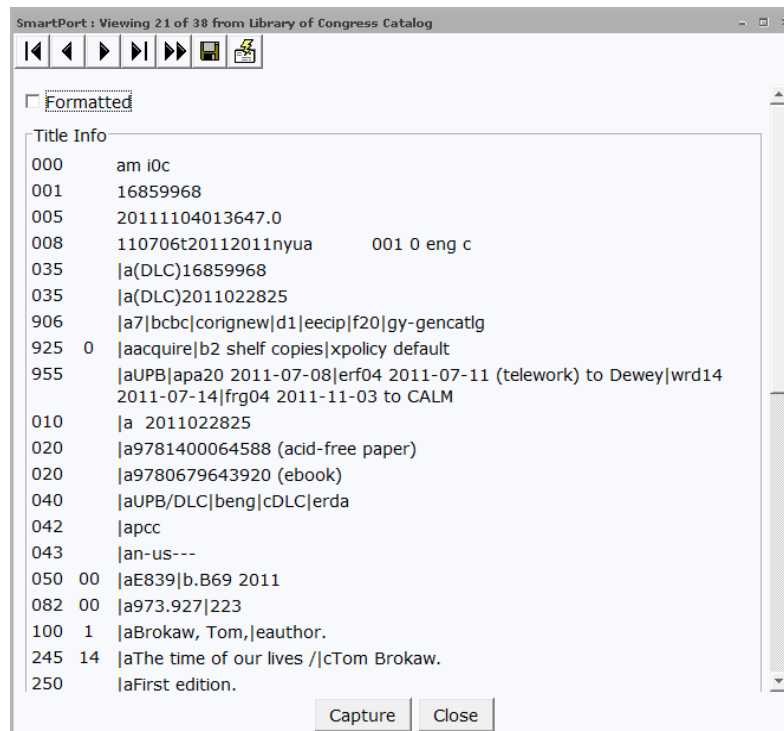 SmartPort : Viewing 21 of 38 from Library of Congress Catalog
Formatted
Title Info
000 am i0c
001 16859968
005 20111104013647.0
008 110706t20112011nyua 001 0 eng c
035 |a(DLC)16859968
035 |a(DLC)2011022825
906 |a7|bcbc|corignew|d1|eecip|f20|gy-gencatlg
925 0 |aacquire|b2 shelf copies|xpolicy default
955 |aUPB|apa20 2011-07-08|erf04 2011-07-11 (telework) to Dewey|wrd14
2011-07-14|frg04 2011-11-03 to CALM
010 |a 2011022825
020 |a9781400064588 (acid-free paper)
020 |a9780679643920 (ebook)
040 |aUPB/DLC|beng|cDLC|erda
042 |apcc
043 |an-us---
050 00 |aE839|b.B69 2011
082 00 |a973.927|223
100 1 |aBrokaw, Tom,|eauthor.
245 14 |aThe time of our lives /|cTom Brokaw.
250 |aFirst edition.
Capture Close